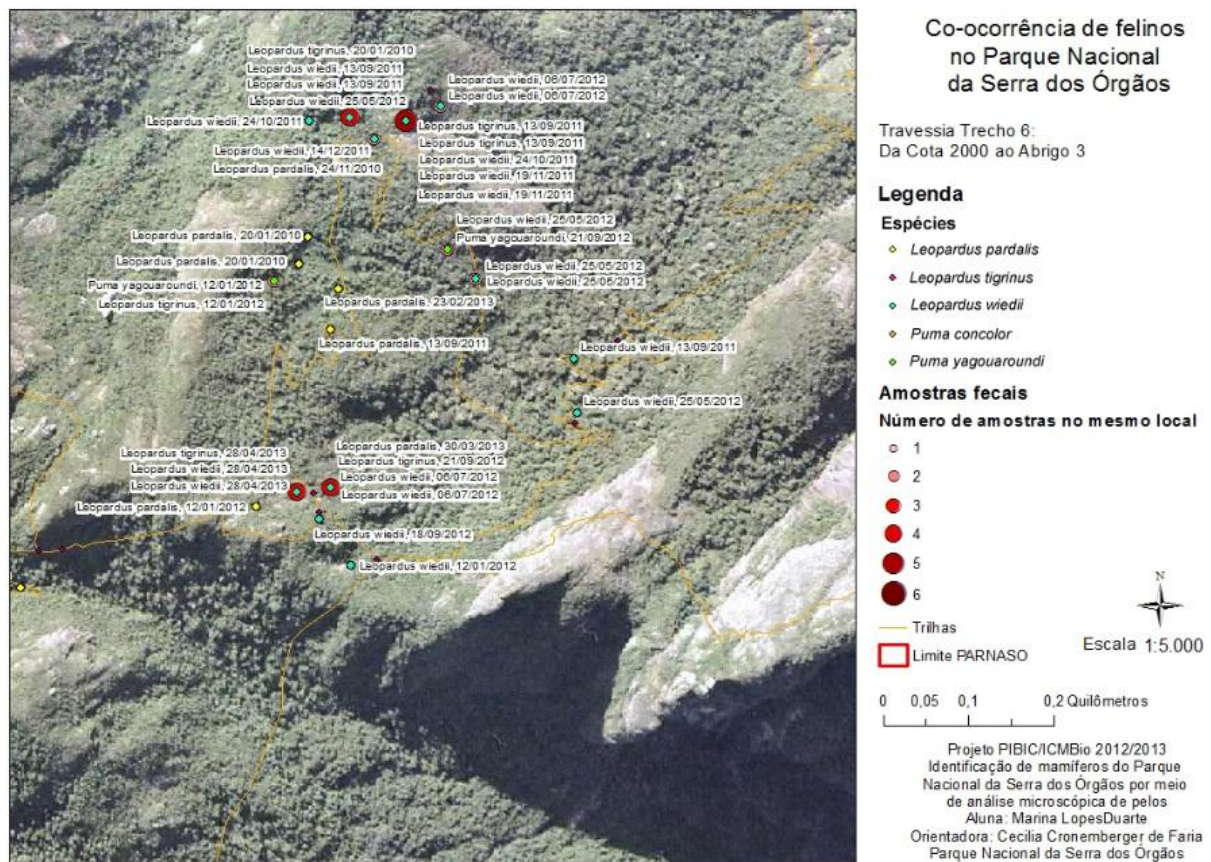 Leopardus tigrinus, 20/01/2010
Leopardus wiedii, 13/09/2011
Leopardus wiedii, 13/09/2011
Leopardus wiedii, 25/05/2012
Leopardus wiedii, 24/10/2011
Leopardus wiedii, 14/12/2011
Leopardus pardalis, 24/11/2010
Leopardus wiedii, 06/07/2012
Leopardus wiedii, 06/07/2012
Leopardus tigrinus, 13/09/2011
Leopardus tigrinus, 13/09/2011
Leopardus wiedii, 24/10/2011
Leopardus wiedii, 19/11/2011
Leopardus wiedii, 19/11/2011
Leopardus wiedii, 25/05/2012
Puma yagouaroundi, 21/09/2012
Leopardus wiedii, 25/05/2012
Leopardus wiedii, 25/05/2012
Leopardus pardalis, 20/01/2010
Leopardus pardalis, 20/01/2010
Puma yagouaroundi, 12/01/2012
Leopardus tigrinus, 12/01/2012
Leopardus pardalis, 23/02/2013
Leopardus pardalis, 13/09/2011
Leopardus wiedii, 13/09/2011
Leopardus wiedii, 25/05/2012
Leopardus tigrinus, 28/04/2013
Leopardus wiedii, 28/04/2013
Leopardus wiedii, 28/04/2013
Leopardus pardalis, 12/01/2012
Leopardus pardalis, 30/03/2013
Leopardus tigrinus, 21/09/2012
Leopardus wiedii, 06/07/2012
Leopardus wiedii, 06/07/2012
Leopardus wiedii, 18/09/2012
Leopardus wiedii, 12/01/2012
Co-ocorrência de felinos
no Parque Nacional
da Serra dos Órgãos
Travessia Trecho 6:
Da Cota 2000 ao Abrigo 3
Legenda
Espécies
Leopardus pardalis
Leopardus tigrinus
Leopardus wiedii
Puma concolor
Puma yagouaroundi
Amostras fecais
Número de amostras no mesmo local
1
2
3
4
5
6
Trilhas
Limite PARNASO
N
Escala 1:5.000
0 0,05 0,1 0,2 Quilômetros
Projeto PIBIC/ICMBio 2012/2013
Identificação de mamíferos do Parque
Nacional da Serra dos Órgãos por meio
de análise microscópica de pelos
Aluna: Marina LopesDuarte
Orientadora: Cecilia Cronemberger de Faria
Parque Nacional da Serra dos Órgãos